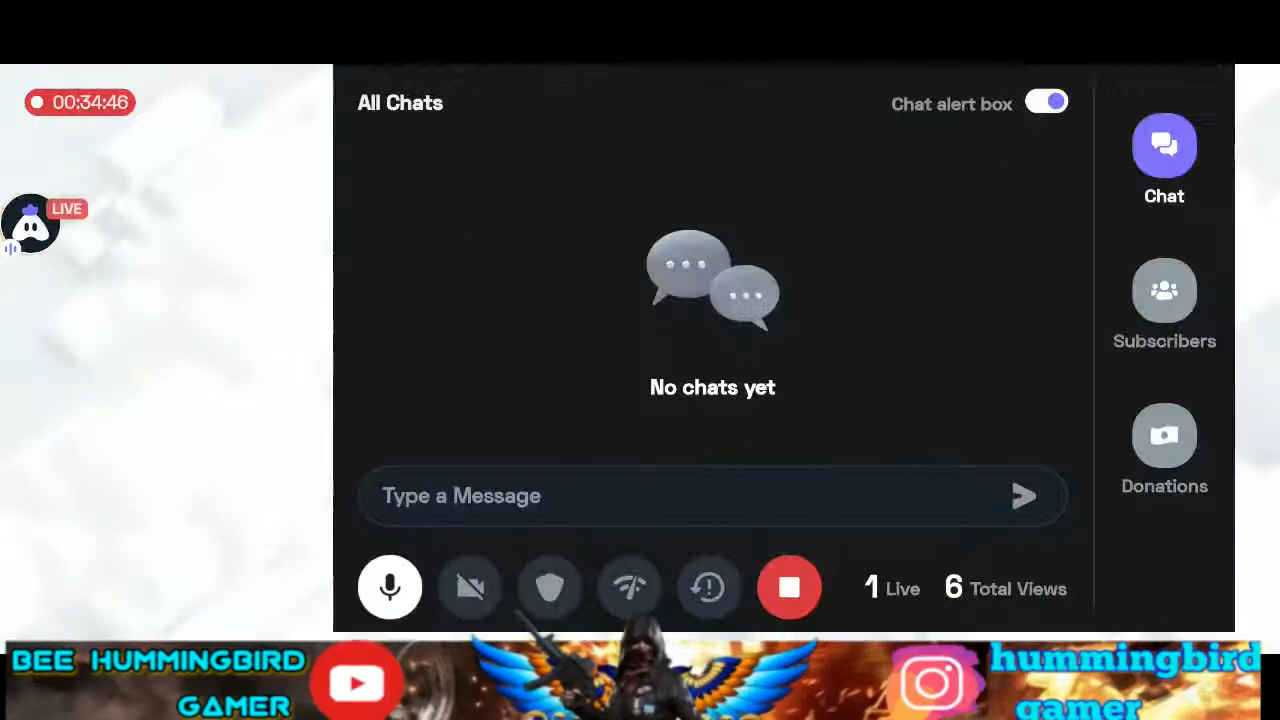 00:34:46
All Chats
Chat alert box
Chat
LIVE
Subscribers
No chats yet
Donations
Type a Message
1 Live 6 Total Views
BEE HUMMINGBIRD
GAMER
hummingbird
gamer